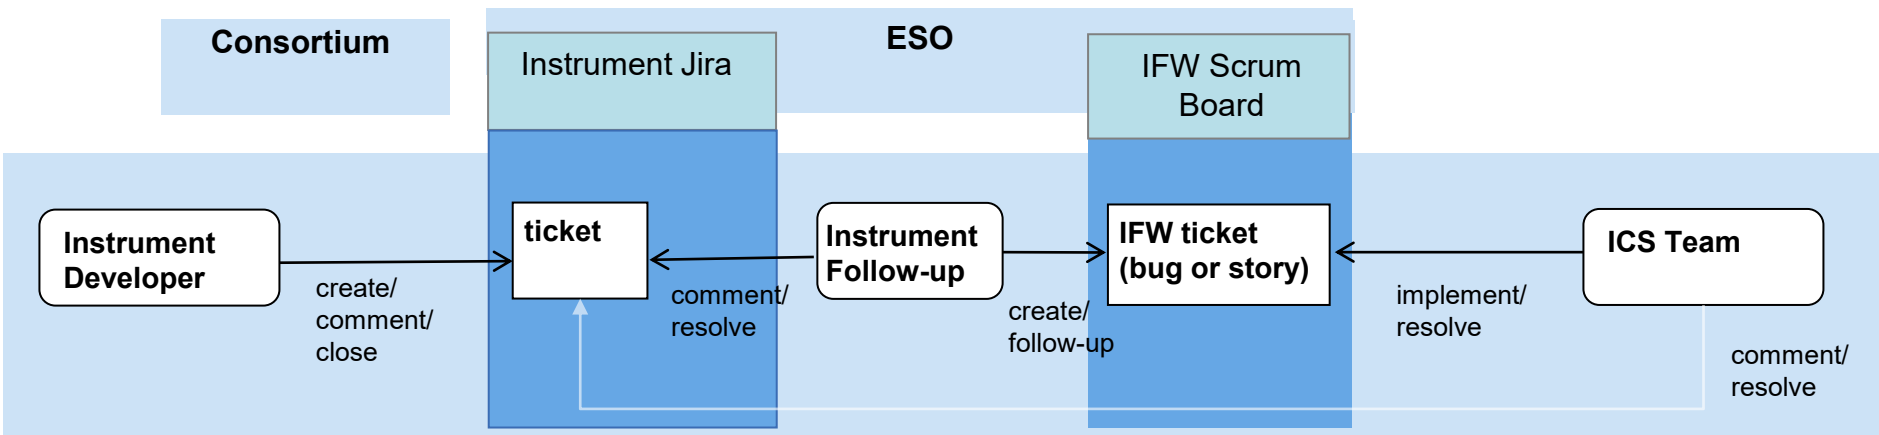 Consortium
ESO
Instrument Jira
IFW Scrum
Board
Instrument
Developer
create/
comment/
close
ticket
comment/
resolve
Instrument
Follow-up
create/
follow-up
IFW ticket
(bug or story)
implement/
resolve
ICS Team
comment/
resolve